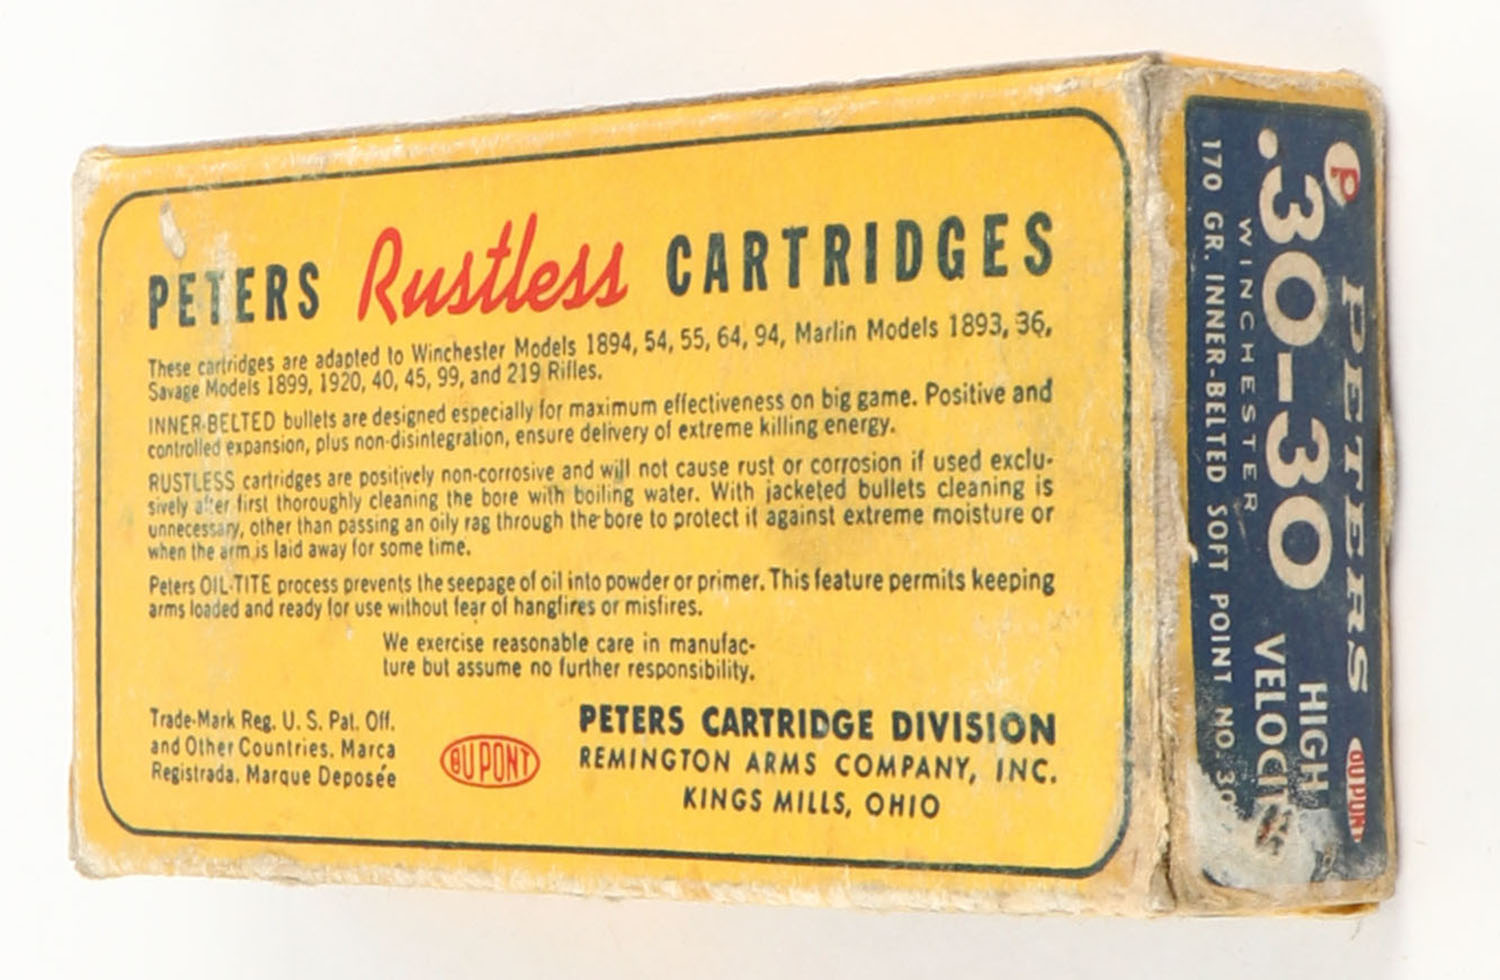 PETERS Rustless CARTRIDGES
These cartridges are adapted to Winchester Models 1894, 54, 55, 64, 94, Marlin Models 1893, 36,
Savage Models 1899, 1920, 40, 45, 99, and 219 Rifles.
INNER-BELTED bullets are designed especially for maximum effectiveness on big game. Positive and
controlled expansion, plus non-disintegration, ensure delivery of extreme killing energy.
RUSTLESS cartridges are positively non-corrosive and will not cause rust or corrosion if used exclu-
sively after first thoroughly cleaning the bore with boiling water. With jacketed bullets cleaning is
unnecessary, other than passing an oily rag through the bore to protect it against extreme moisture or
when the arm is laid away for some time.
Peters OIL-TITE process prevents the seepage of oil into powder or primer. This feature permits keeping
arms loaded and ready for use without fear of hangfires or misfires.
We exercise reasonable care in manufac-
ture but assume no further responsibility.
Trade-Mark Reg. U. S. Pat. Off.
and Other Countries. Marca
Registrada. Marque Deposée
DU PONT
PETERS CARTRIDGE DIVISION
REMINGTON ARMS COMPANY, INC.
KINGS MILLS, OHIO
P PETERS DUPONT
.30-30 HIGH
WINCHESTER
170 GR. INNER-BELTED SOFT POINT NO.